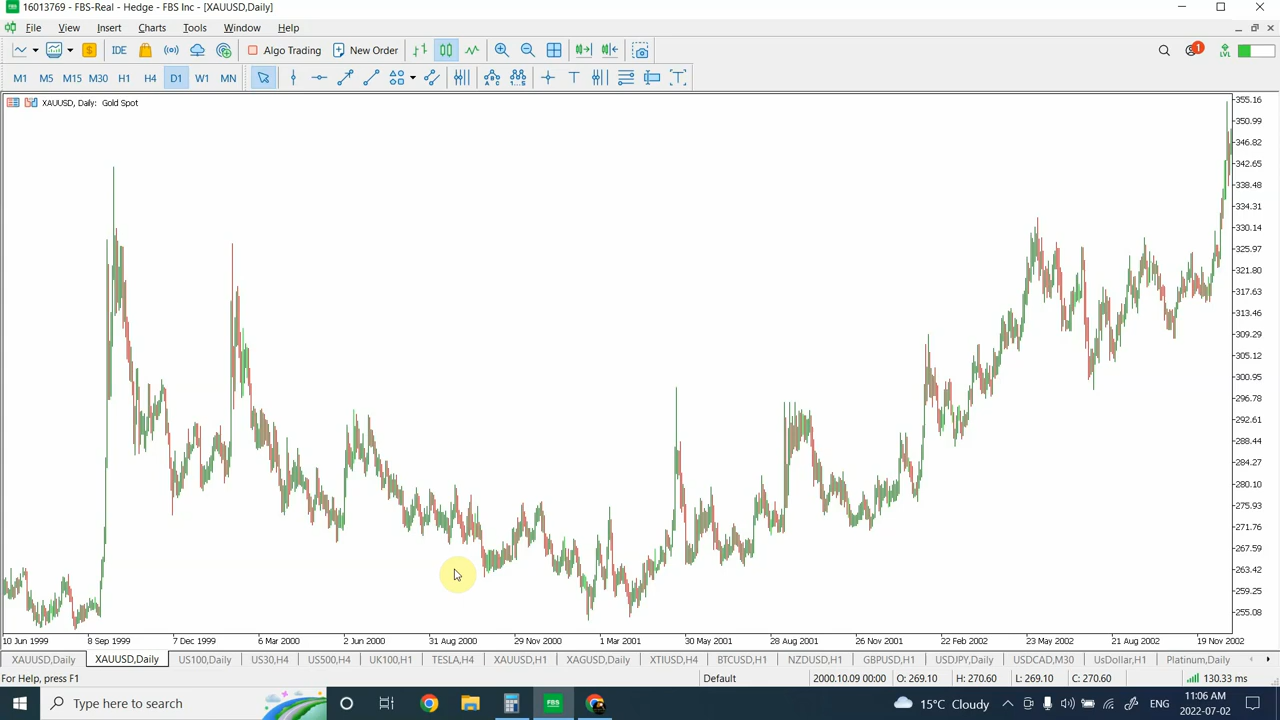 16013769 - FBS-Real - Hedge - FBS Inc - [XAUUSD,Daily]
File View Insert Charts Tools Window Help
IDE Algo Trading New Order LVL 1
M1 M5 M15 M30 H1 H4 D1 W1 MN
XAUUSD, Daily: Gold Spot
355.16
350.99
346.82
342.65
338.48
334.31
330.14
325.97
321.80
317.63
313.46
309.29
305.12
300.95
296.78
292.61
288.44
284.27
280.10
275.93
271.76
267.59
263.42
259.25
255.08
10 Jun 1999 8 Sep 1999 7 Dec 1999 6 Mar 2000 2 Jun 2000 31 Aug 2000 29 Nov 2000 1 Mar 2001 30 May 2001 28 Aug 2001 26 Nov 2001 22 Feb 2002 23 May 2002 21 Aug 2002 19 Nov 2002
XAUUSD,Daily XAUUSD,Daily US100,Daily US30,H4 US500,H4 UK100,H1 TESLA,H4 XAUUSD,H1 XAGUSD,Daily XTIUSD,H4 BTCUSD,H1 NZDUSD,H1 GBPUSD,H1 USDJPY,Daily USDCAD,M30 UsDollar,H1 Platinum,Daily
For Help, press F1 Default 2000.10.09 00:00 O: 269.10 H: 270.60 L: 269.10 C: 270.60 130.33 ms
Type here to search FBS 15°C Cloudy ENG 11:06 AM
2022-07-02